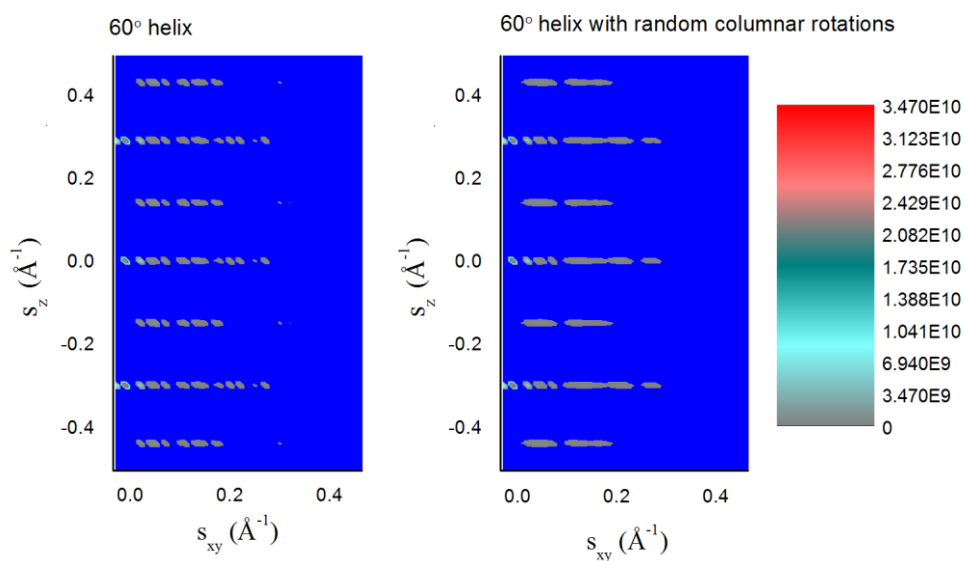 60° helix
60° helix with random columnar rotations
0.4
0.2
0.0
-0.2
-0.4
s_z (Å⁻¹)
0.0 0.2 0.4
s_xy (Å⁻¹)
0.4
0.2
0.0
-0.2
-0.4
s_z (Å⁻¹)
0.0 0.2 0.4
s_xy (Å⁻¹)
3.470E10
3.123E10
2.776E10
2.429E10
2.082E10
1.735E10
1.388E10
1.041E10
6.940E9
3.470E9
0